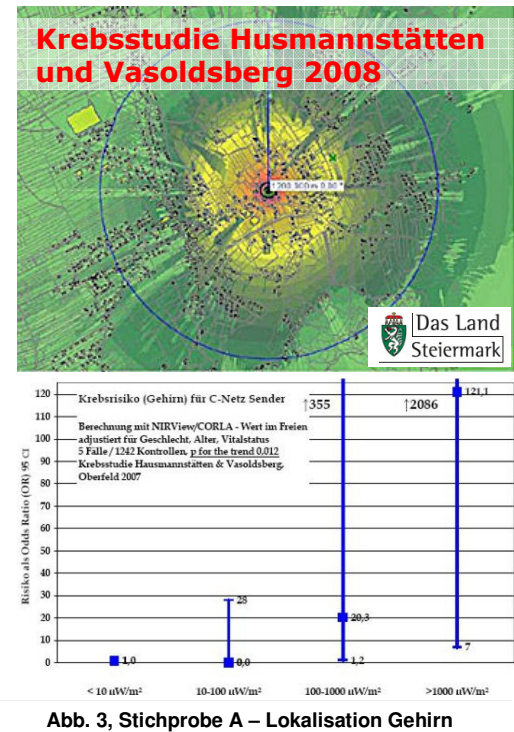 Krebsstudie Husmannstätten
und Vasoldsberg 2008
Das Land
Steiermark
Krebsrisiko (Gehirn) für C-Netz Sender
Berechnung mit NIRView/CORLA - Wert im Freien
adjustiert für Geschlecht, Alter, Vitalstatus
5 Fälle / 1242 Kontrollen, p for the trend 0,012
Krebsstudie Hausmannstätten & Vasoldsberg,
Oberfeld 2007
↑355
↑2086
Risiko als Odds Ratio (OR) 95 CI
120
110
100
90
80
70
60
50
40
30
20
10
0
1,0
28
0,0
20,3
1,2
121,1
7
< 10 uW/m²
10-100 uW/m²
100-1000 uW/m²
>1000 uW/m²
Abb. 3, Stichprobe A – Lokalisation Gehirn